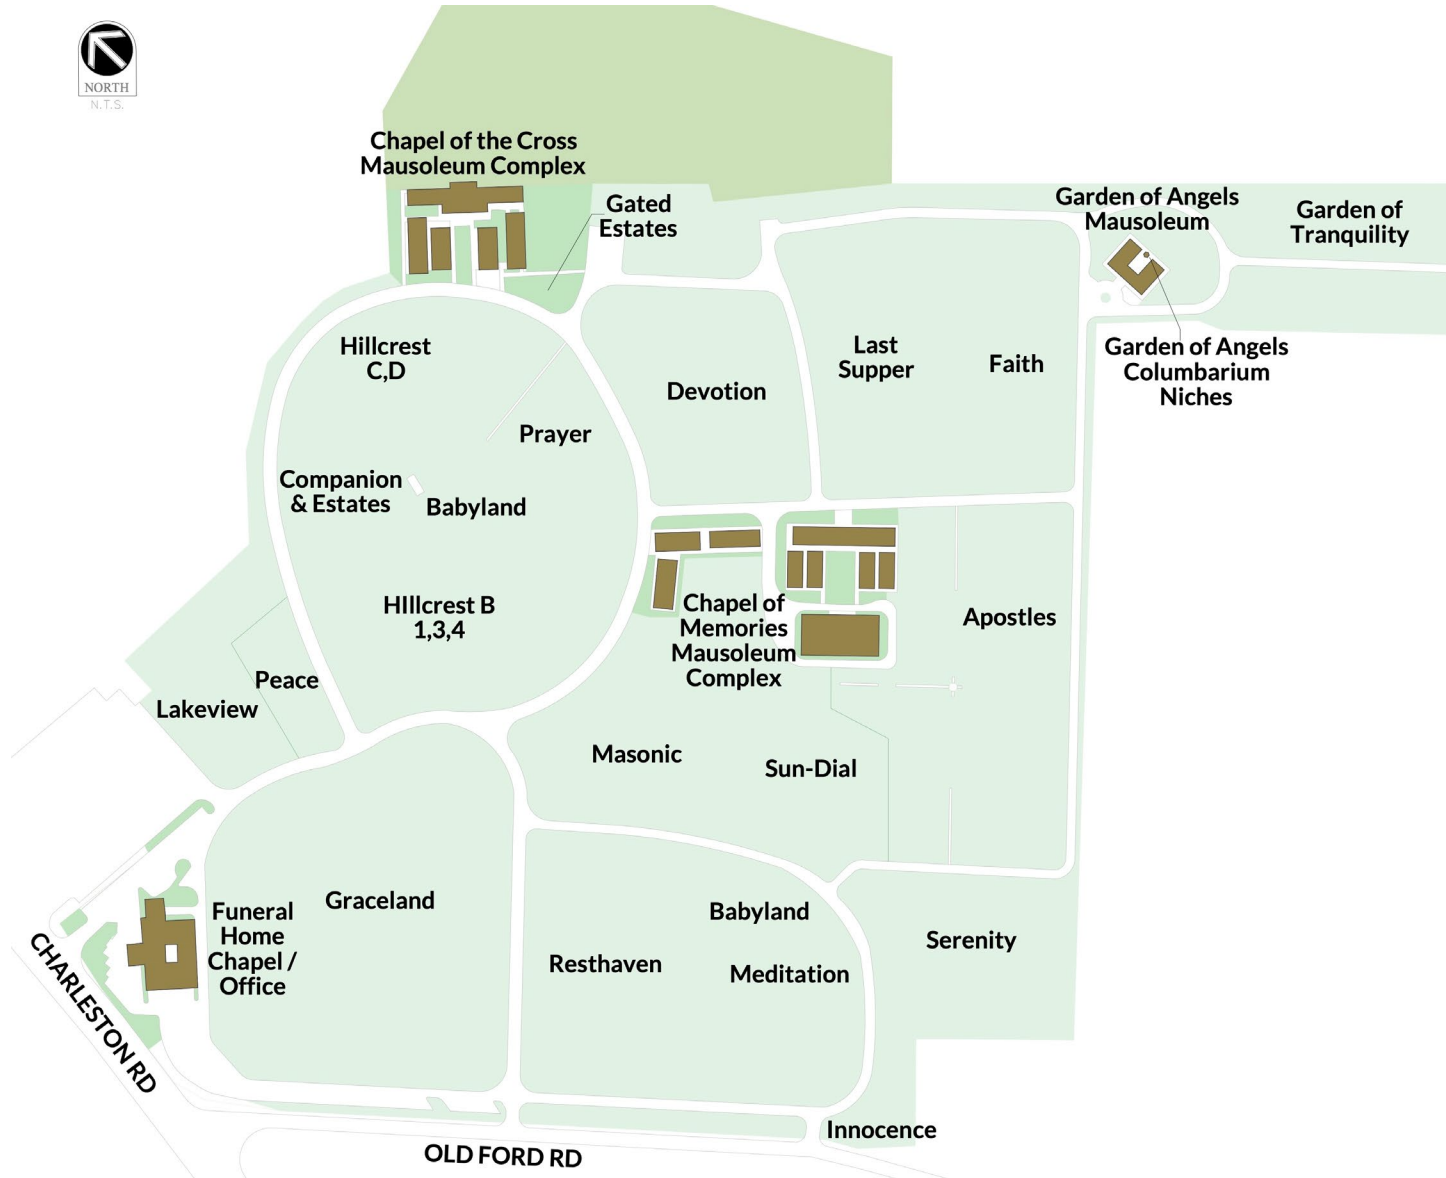 NORTH
N.T.S.
Chapel of the Cross
Mausoleum Complex
Gated
Estates
Garden of Angels
Mausoleum
Garden of
Tranquility
Hillcrest
C,D
Last
Supper
Faith
Garden of Angels
Columbarium
Niches
Devotion
Prayer
Companion
& Estates
Babyland
HIllcrest B
1,3,4
Chapel of
Memories
Mausoleum
Complex
Apostles
Peace
Lakeview
Masonic
Sun-Dial
Graceland
Funeral
Home
Chapel /
Office
Babyland
Resthaven
Meditation
Serenity
CHARLESTON RD
Innocence
OLD FORD RD